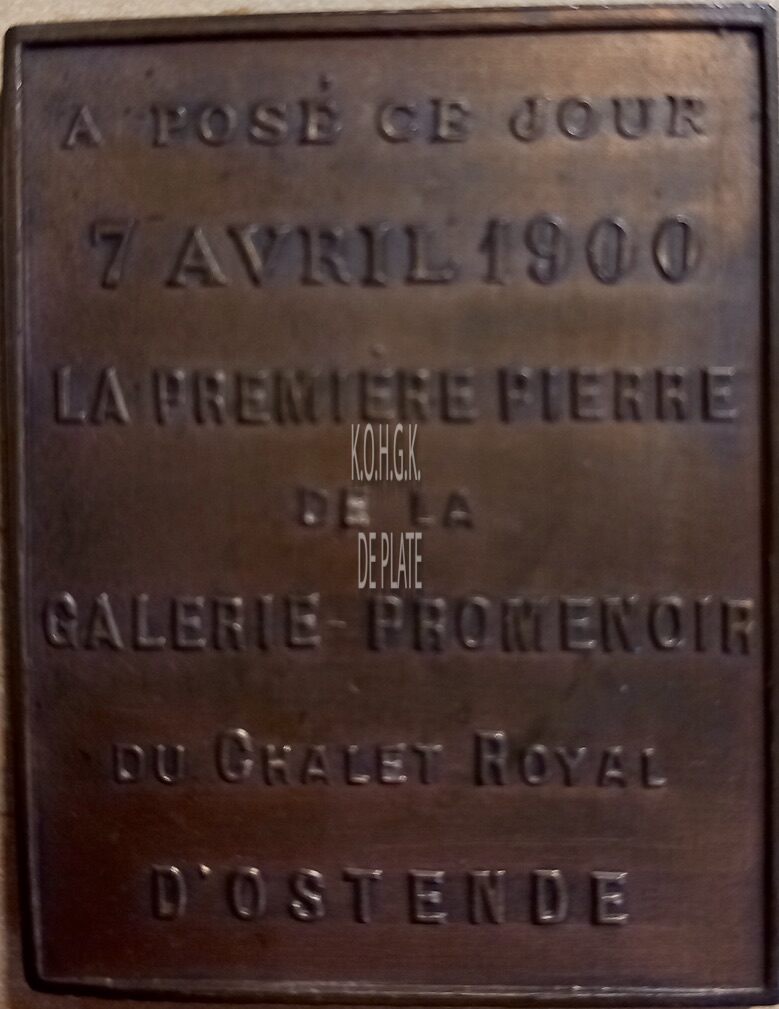 A POSÉ CE JOUR
7 AVRIL 1900
LA PREMIÈRE PIERRE
K.O.H.G.K.
DE LA
DE PLATE
GALERIE-PROMENOIR
DU CHALET ROYAL
D'OSTENDE